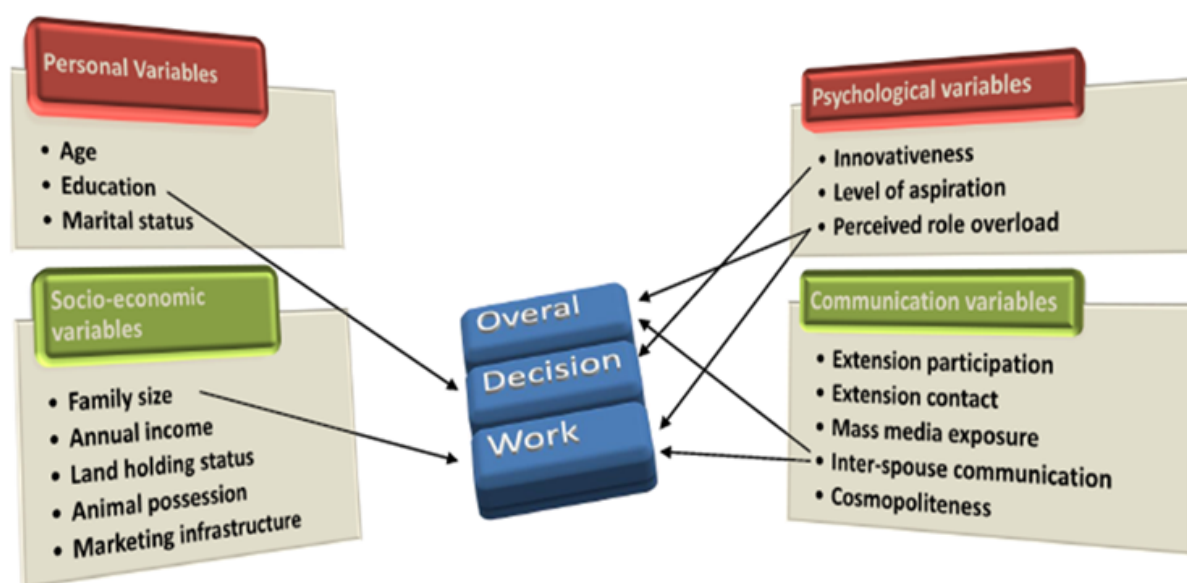 Personal Variables
• Age
• Education
• Marital status
Socio-economic
variables
• Family size
• Annual income
• Land holding status
• Animal possession
• Marketing infrastructure
Overal
Decision
Work
Psychological variables
• Innovativeness
• Level of aspiration
• Perceived role overload
Communication variables
• Extension participation
• Extension contact
• Mass media exposure
• Inter-spouse communication
• Cosmopoliteness